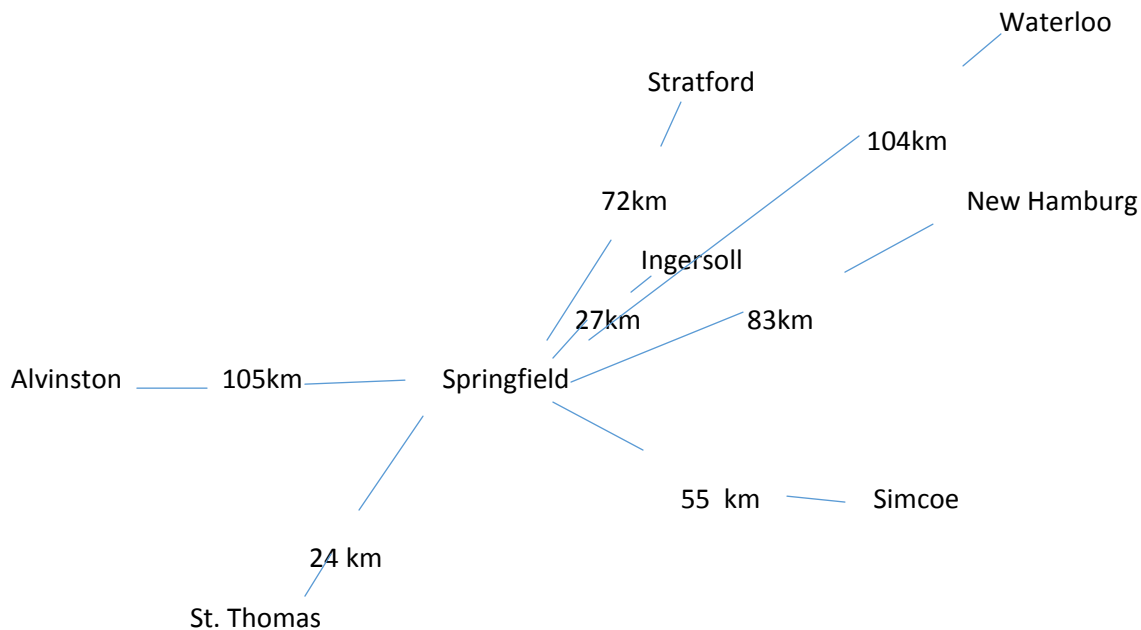 Waterloo
Stratford
104km
72km
New Hamburg
Ingersoll
27km
83km
Alvinston
105km
Springfield
55 km
Simcoe
24 km
St. Thomas